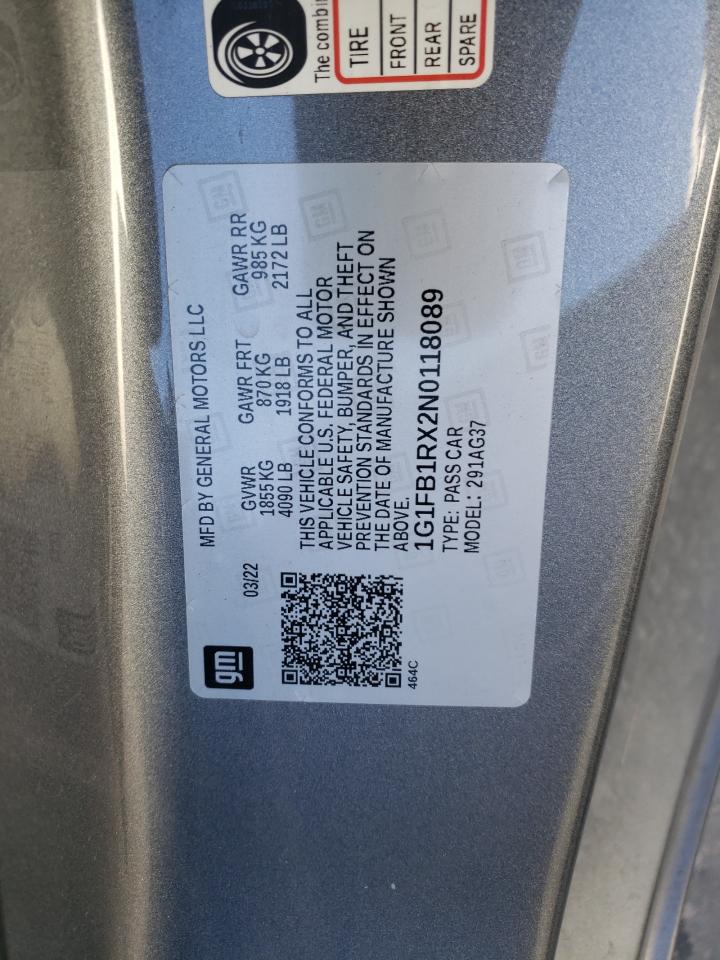 The combin
TIRE
FRONT
REAR
SPARE
gm
MFD BY GENERAL MOTORS LLC
03/22
GVWR GAWR FRT GAWR RR
1855 KG 870 KG 985 KG
4090 LB 1918 LB 2172 LB
THIS VEHICLE CONFORMS TO ALL
APPLICABLE U.S. FEDERAL MOTOR
VEHICLE SAFETY, BUMPER, AND THEFT
PREVENTION STANDARDS IN EFFECT ON
THE DATE OF MANUFACTURE SHOWN
ABOVE.
1G1FB1RX2N0118089
TYPE: PASS CAR
MODEL: 291AG37
464C